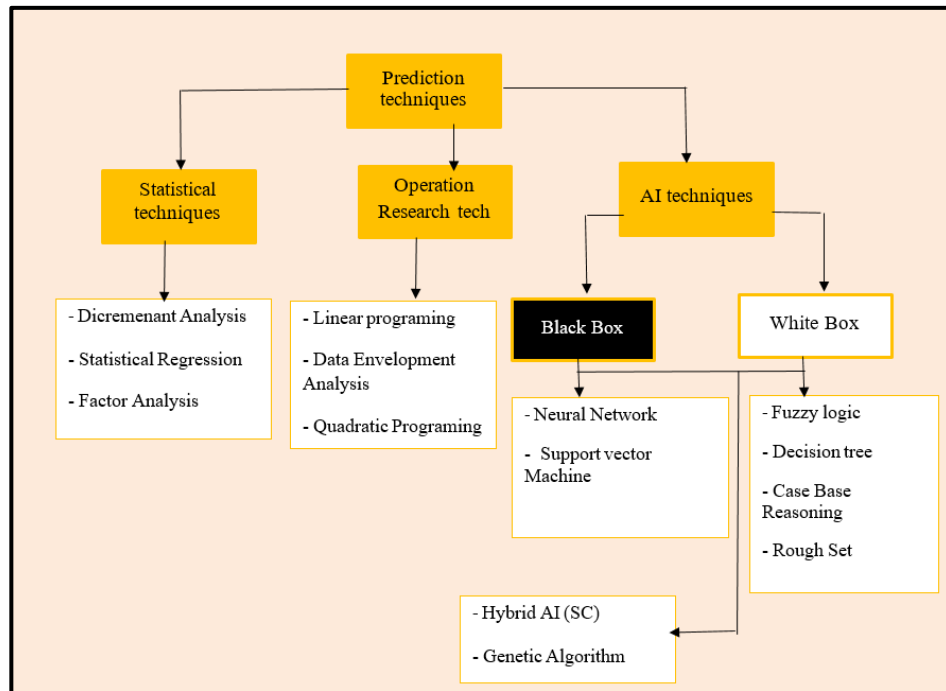 Prediction
techniques
Statistical
techniques
Operation
Research tech
AI techniques
- Dicremenant Analysis
- Statistical Regression
- Factor Analysis
- Linear programing
- Data Envelopment
Analysis
- Quadratic Programing
Black Box
White Box
- Neural Network
- Support vector
Machine
- Fuzzy logic
- Decision tree
- Case Base
Reasoning
- Rough Set
- Hybrid AI (SC)
- Genetic Algorithm